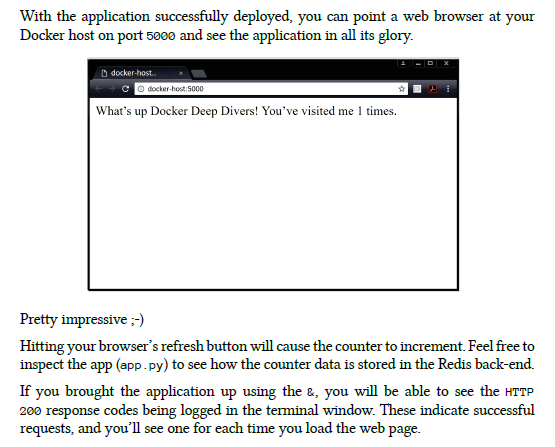 With the application successfully deployed, you can point a web browser at your
Docker host on port 5000 and see the application in all its glory.
docker-host..
docker-host:5000
What's up Docker Deep Divers! You've visited me 1 times.
Pretty impressive ;-)
Hitting your browser's refresh button will cause the counter to increment. Feel free to
inspect the app (app.py) to see how the counter data is stored in the Redis back-end.
If you brought the application up using the &, you will be able to see the HTTP
200 response codes being logged in the terminal window. These indicate successful
requests, and you'll see one for each time you load the web page.